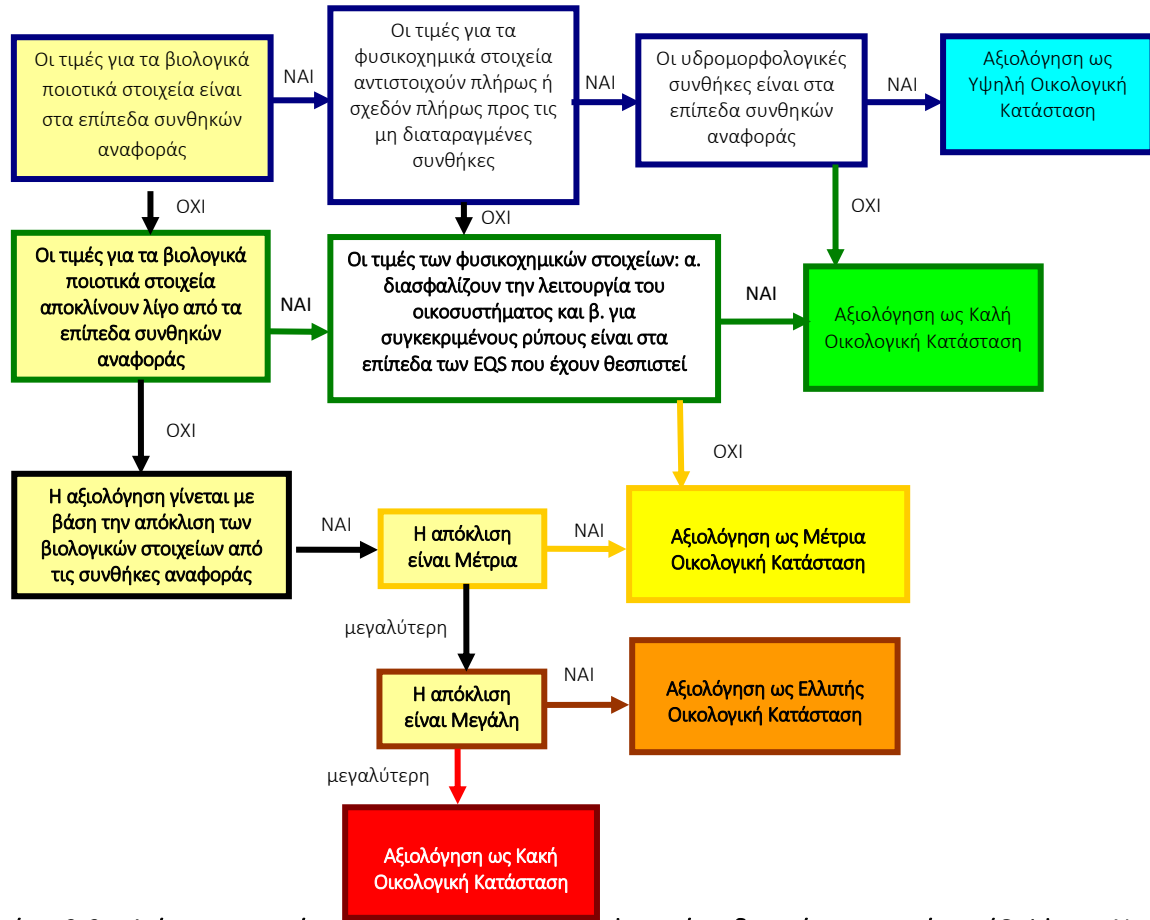 Οι τιμές για τα βιολογικά
ποιοτικά στοιχεία είναι
στα επίπεδα συνθηκών
αναφοράς
ΝΑΙ
Οι τιμές για τα
φυσικοχημικά στοιχεία
αντιστοιχούν πλήρως ή
σχεδόν πλήρως προς τις
μη διαταραγμένες
συνθήκες
ΝΑΙ
Οι υδρομορφολογικές
συνθήκες είναι στα
επίπεδα συνθηκών
αναφοράς
ΝΑΙ
Αξιολόγηση ως
Υψηλή Οικολογική
Κατάσταση
ΟΧΙ
ΟΧΙ
ΟΧΙ
Οι τιμές για τα βιολογικά
ποιοτικά στοιχεία
αποκλίνουν λίγο από τα
επίπεδα συνθηκών
αναφοράς
ΝΑΙ
Οι τιμές των φυσικοχημικών στοιχείων: α.
διασφαλίζουν την λειτουργία του
οικοσυστήματος και β. για
συγκεκριμένους ρύπους είναι στα
επίπεδα των EQS που έχουν θεσπιστεί
ΝΑΙ
Αξιολόγηση ως Καλή
Οικολογική Κατάσταση
ΟΧΙ
ΟΧΙ
Η αξιολόγηση γίνεται με
βάση την απόκλιση των
βιολογικών στοιχείων από
τις συνθήκες αναφοράς
ΝΑΙ
Η απόκλιση
είναι Μέτρια
ΝΑΙ
Αξιολόγηση ως Μέτρια
Οικολογική Κατάσταση
μεγαλύτερη
Η απόκλιση
είναι Μεγάλη
ΝΑΙ
Αξιολόγηση ως Ελλιπής
Οικολογική Κατάσταση
μεγαλύτερη
Αξιολόγηση ως Κακή
Οικολογική Κατάσταση